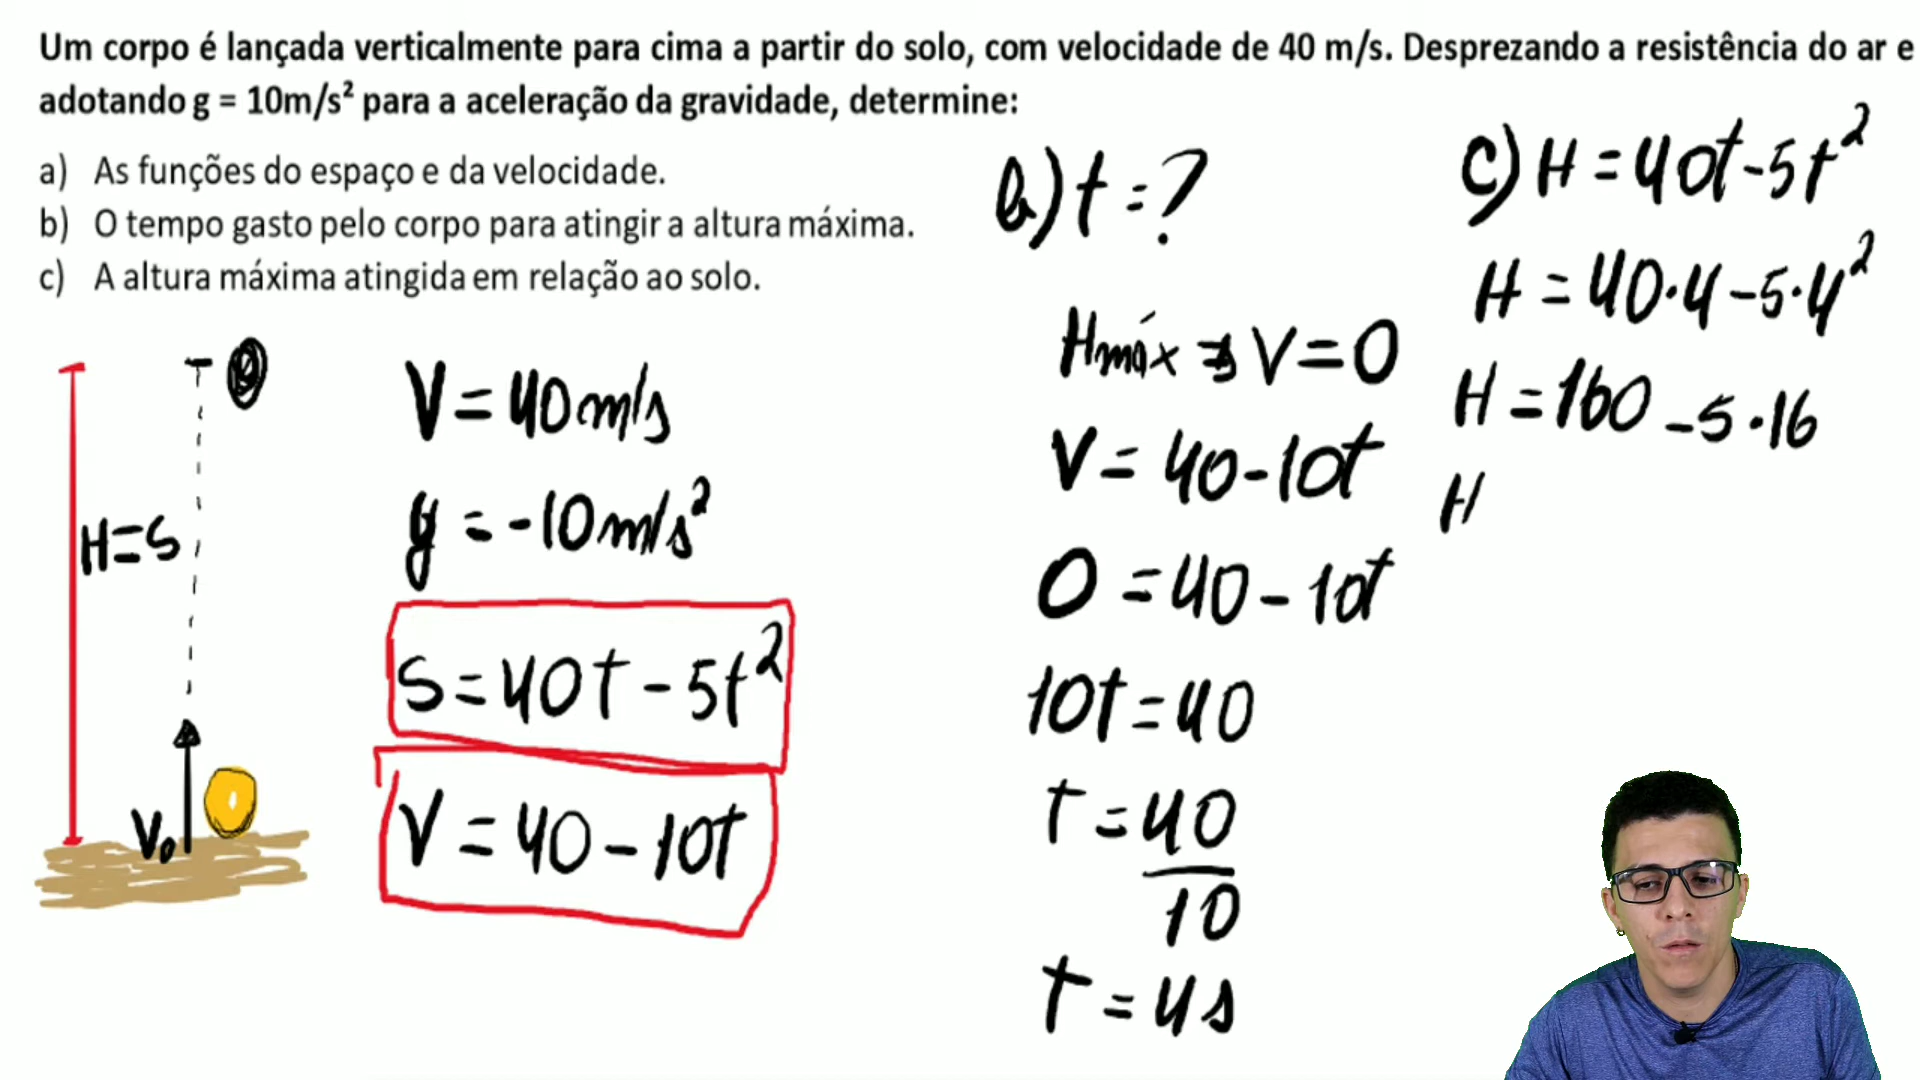 Um corpo é lançada verticalmente para cima a partir do solo, com velocidade de 40 m/s. Desprezando a resistência do ar e
adotando g = 10m/s² para a aceleração da gravidade, determine:
a) As funções do espaço e da velocidade.
b) O tempo gasto pelo corpo para atingir a altura máxima.
c) A altura máxima atingida em relação ao solo.
H=S
V₀
V = 40m/s
g = -10m/s²
S = 40t - 5t²
V = 40 - 10t
b) t = ?
Hmáx → V = 0
V = 40 - 10t
0 = 40 - 10t
10t = 40
t = 40
10
t = 4s
c) H = 40t - 5t²
H = 40·4 - 5·4²
H = 160 - 5·16
H